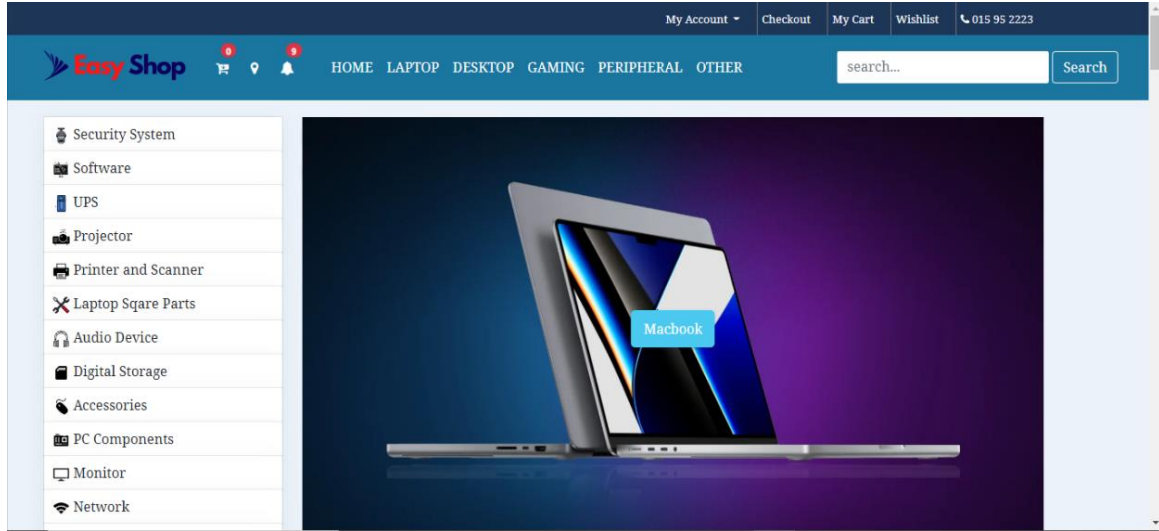 My Account
Checkout
My Cart
Wishlist
015 95 2223
Easy Shop
0
9
HOME LAPTOP DESKTOP GAMING PERIPHERAL OTHER
search...
Search
Security System
Software
UPS
Projector
Printer and Scanner
Laptop Sqare Parts
Audio Device
Digital Storage
Accessories
PC Components
Monitor
Network
Macbook